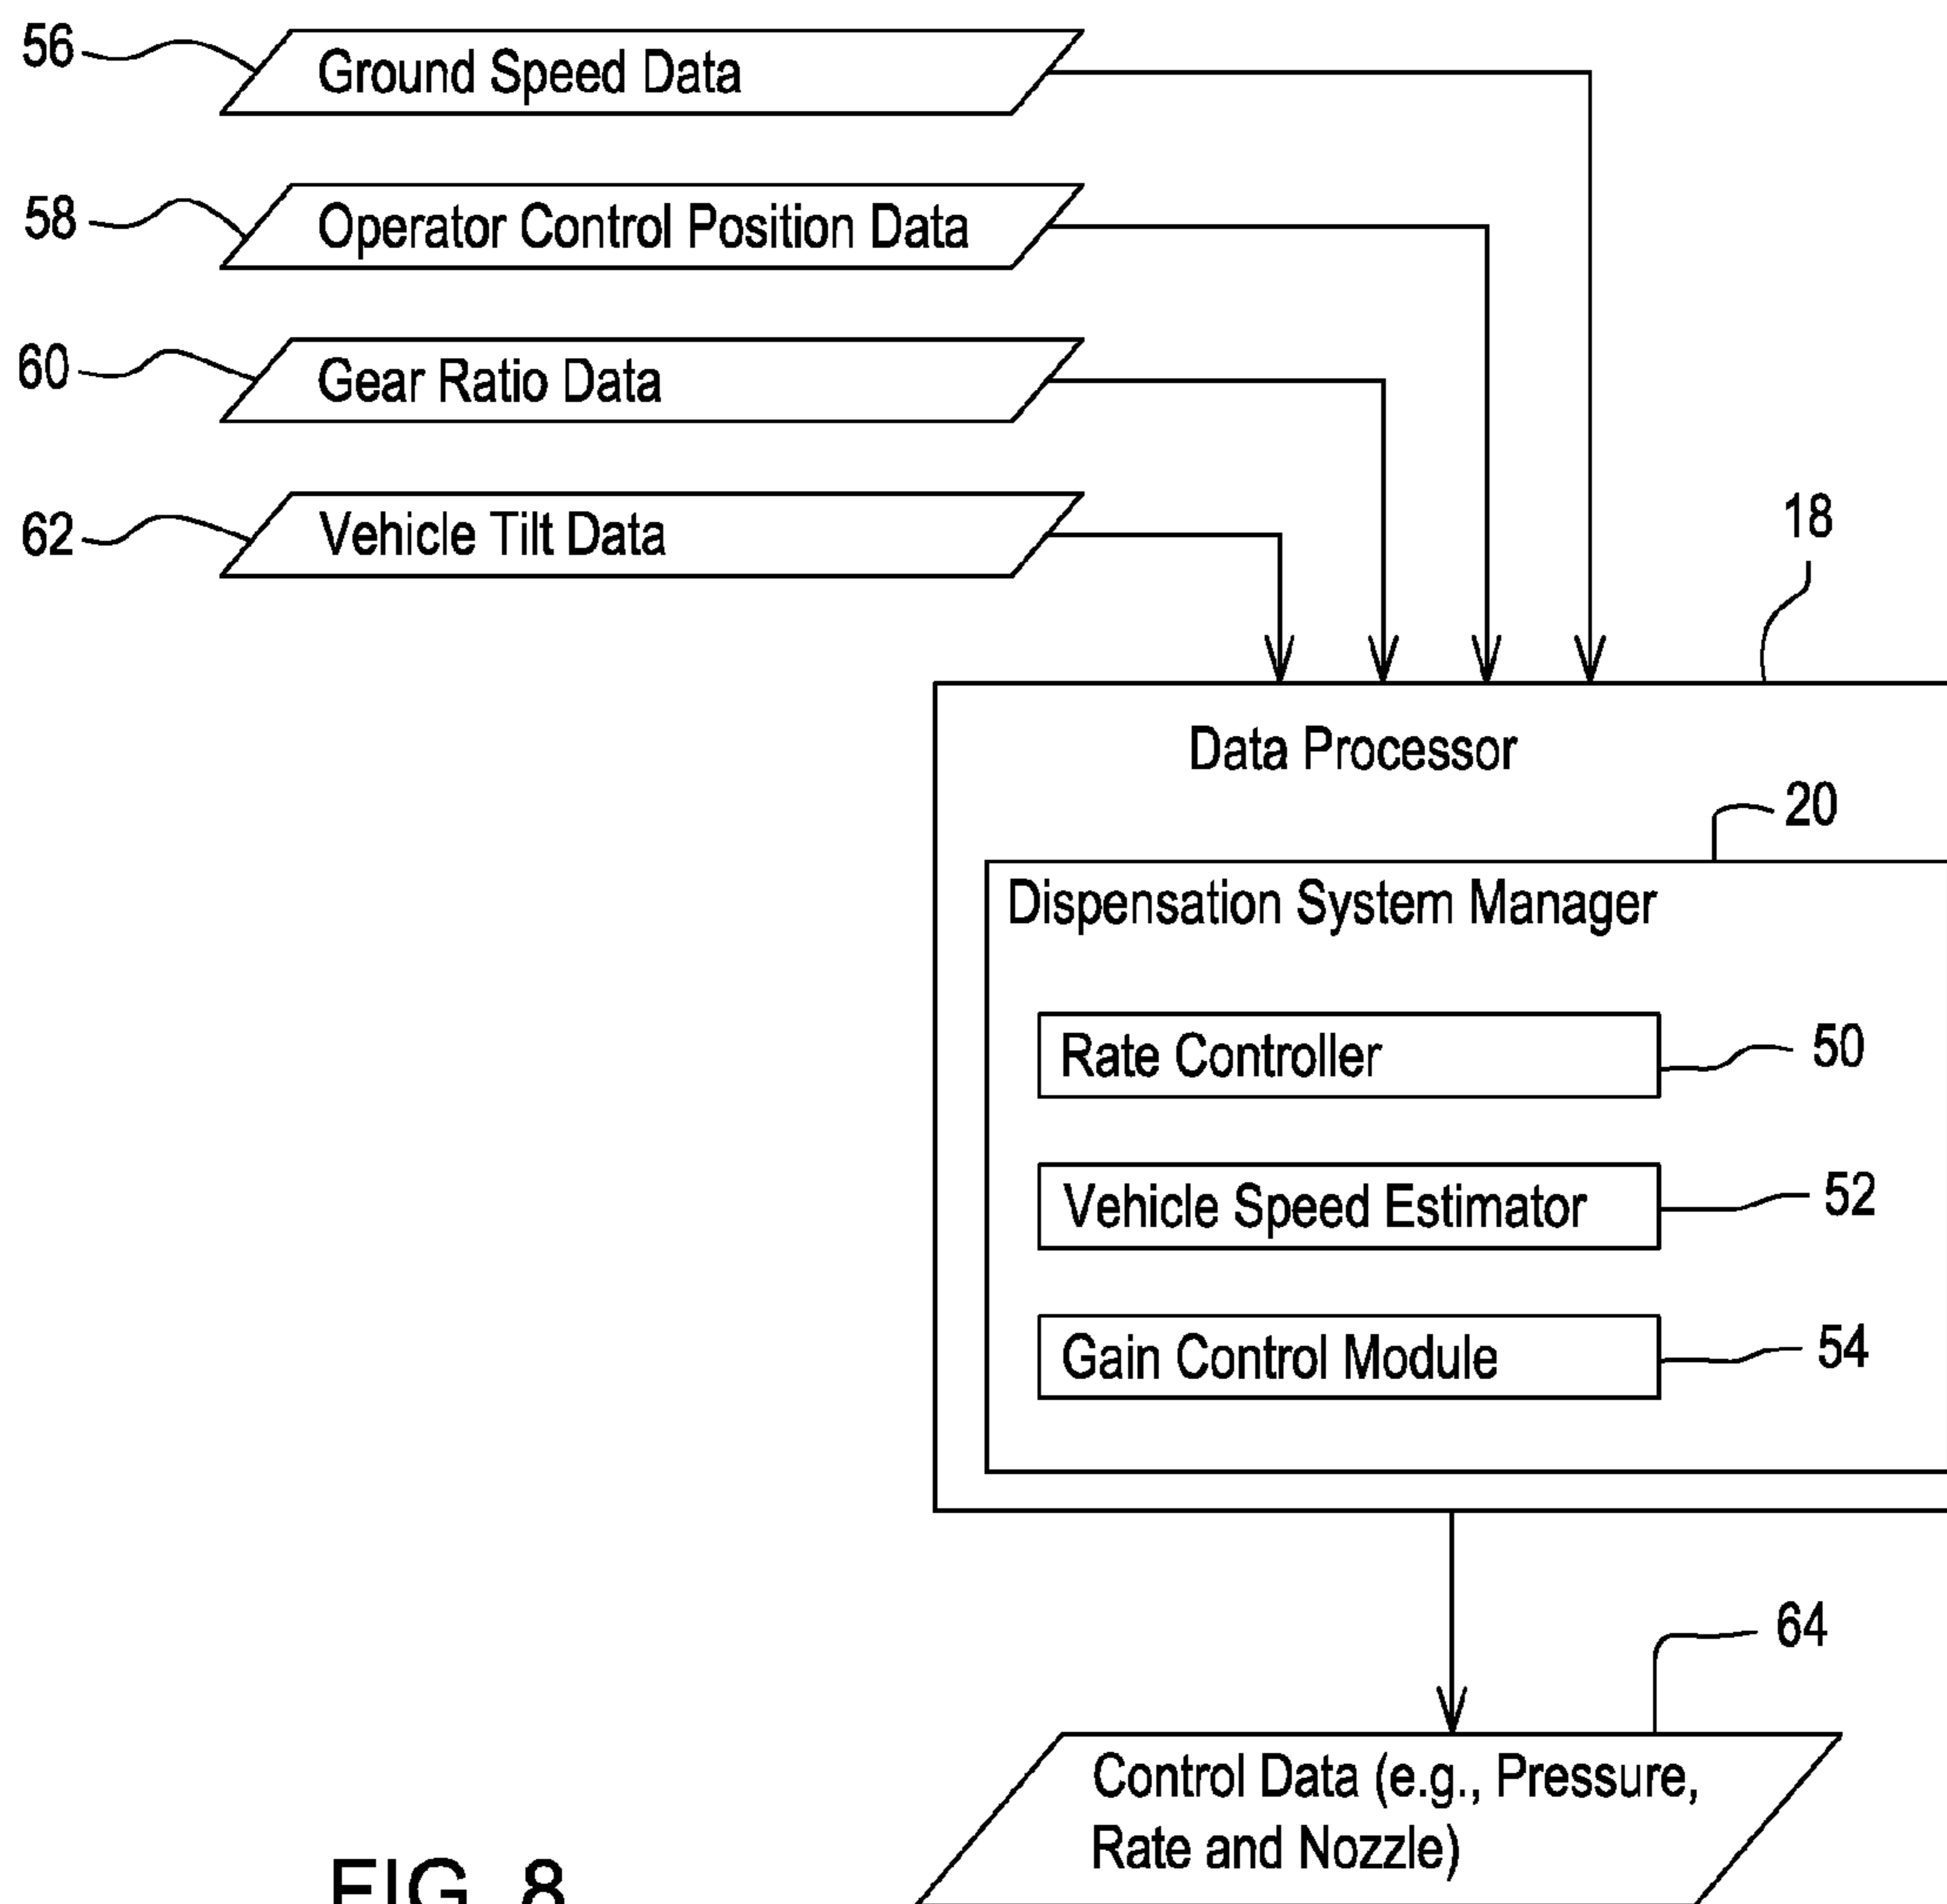 56
Ground Speed Data
58
Operator Control Position Data
60
Gear Ratio Data
62
Vehicle Tilt Data
18
Data Processor
20
Dispensation System Manager
Rate Controller
50
Vehicle Speed Estimator
52
Gain Control Module
54
64
Control Data (e.g., Pressure,
Rate and Nozzle)
FIG. 8